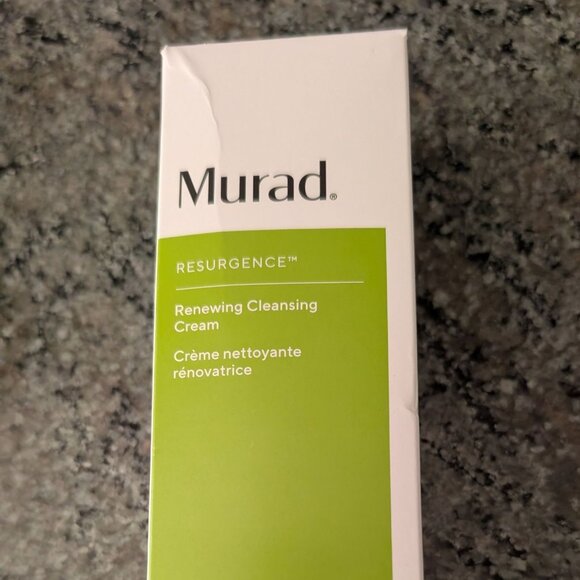 Murad®
RESURGENCE™
Renewing Cleansing
Cream
Crème nettoyante
rénovatrice